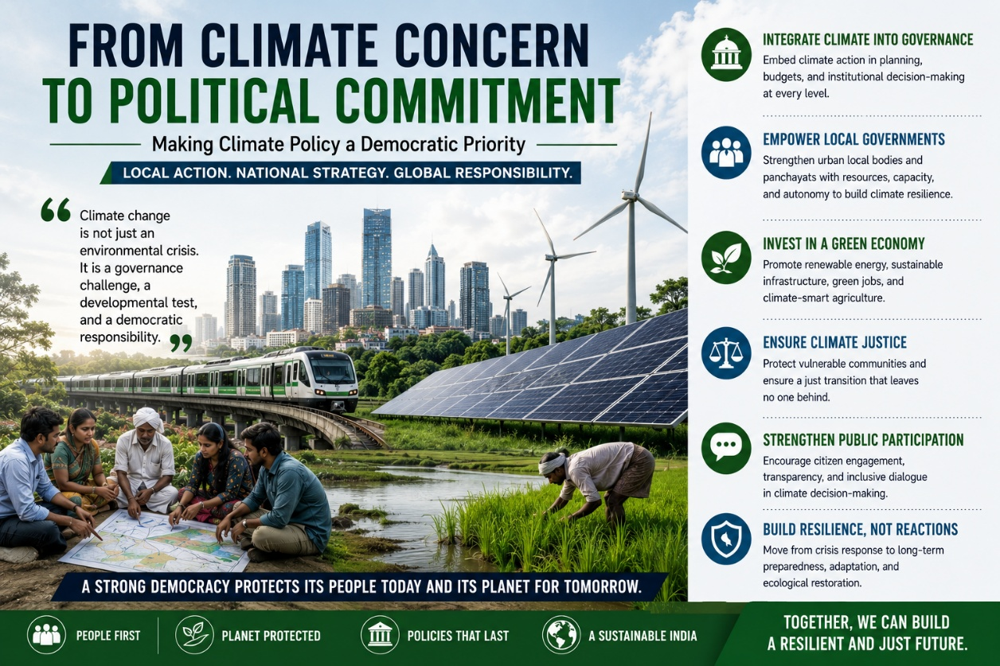 FROM CLIMATE CONCERN
TO POLITICAL COMMITMENT
Making Climate Policy a Democratic Priority
LOCAL ACTION. NATIONAL STRATEGY. GLOBAL RESPONSIBILITY.
“ Climate change
is not just an
environmental crisis.
It is a governance
challenge, a
developmental test,
and a democratic
responsibility. ”
INTEGRATE CLIMATE INTO GOVERNANCE
Embed climate action in planning,
budgets, and institutional decision-making
at every level.
EMPOWER LOCAL GOVERNMENTS
Strengthen urban local bodies and
panchayats with resources, capacity,
and autonomy to build climate resilience.
INVEST IN A GREEN ECONOMY
Promote renewable energy, sustainable
infrastructure, green jobs, and
climate-smart agriculture.
ENSURE CLIMATE JUSTICE
Protect vulnerable communities and
ensure a just transition that leaves
no one behind.
STRENGTHEN PUBLIC PARTICIPATION
Encourage citizen engagement,
transparency, and inclusive dialogue
in climate decision-making.
BUILD RESILIENCE, NOT REACTIONS
Move from crisis response to long-term
preparedness, adaptation, and
ecological restoration.
A STRONG DEMOCRACY PROTECTS ITS PEOPLE TODAY AND ITS PLANET FOR TOMORROW.
PEOPLE FIRST
PLANET PROTECTED
POLICIES THAT LAST
A SUSTAINABLE INDIA
TOGETHER, WE CAN BUILD
A RESILIENT AND JUST FUTURE.